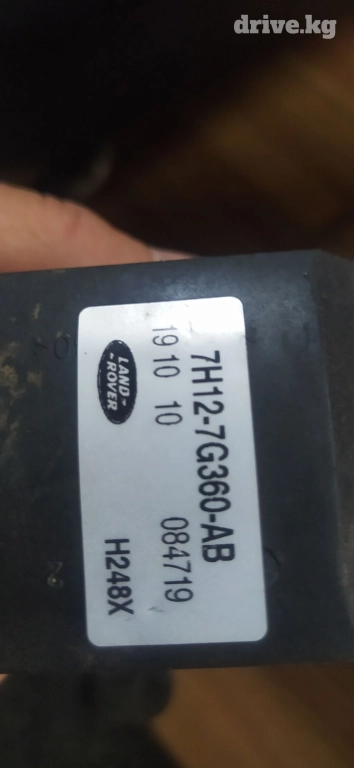 drive.kg
7H12-7G360-AB
19 10 10 084719
LAND-
-ROVER
H248X